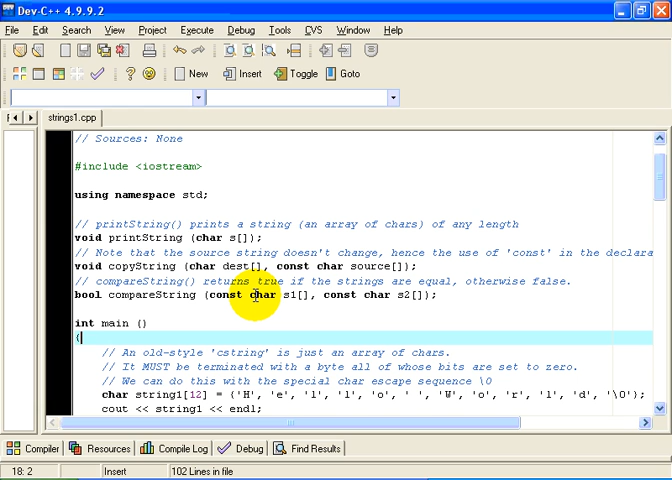 Dev-C++ 4.9.9.2
File Edit Search View Project Execute Debug Tools CVS Window Help
New Insert Toggle Goto
strings1.cpp
// Sources: None
#include <iostream>
using namespace std;
// printString() prints a string (an array of chars) of any length
void printString (char s[]);
// Note that the source string doesn't change, hence the use of 'const' in the declara
void copyString (char dest[], const char source[]);
// compareString() returns true if the strings are equal, otherwise false.
bool compareString (const char s1[], const char s2[]);
int main ()
{
// An old-style 'cstring' is just an array of chars.
// It MUST be terminated with a byte all of whose bits are set to zero.
// We can do this with the special char escape sequence \0
char string1[12] = {'H', 'e', 'l', 'l', 'o', ' ', 'W', 'o', 'r', 'l', 'd', '\0'};
cout << string1 << endl;
Compiler Resources Compile Log Debug Find Results
18: 2 Insert 102 Lines in file